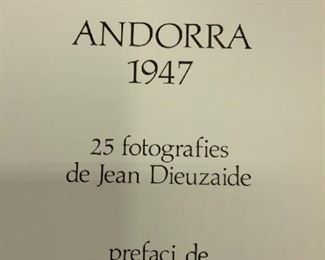 ANDORRA
1947
25 fotografies
de Jean Dieuzaide
prefaci de